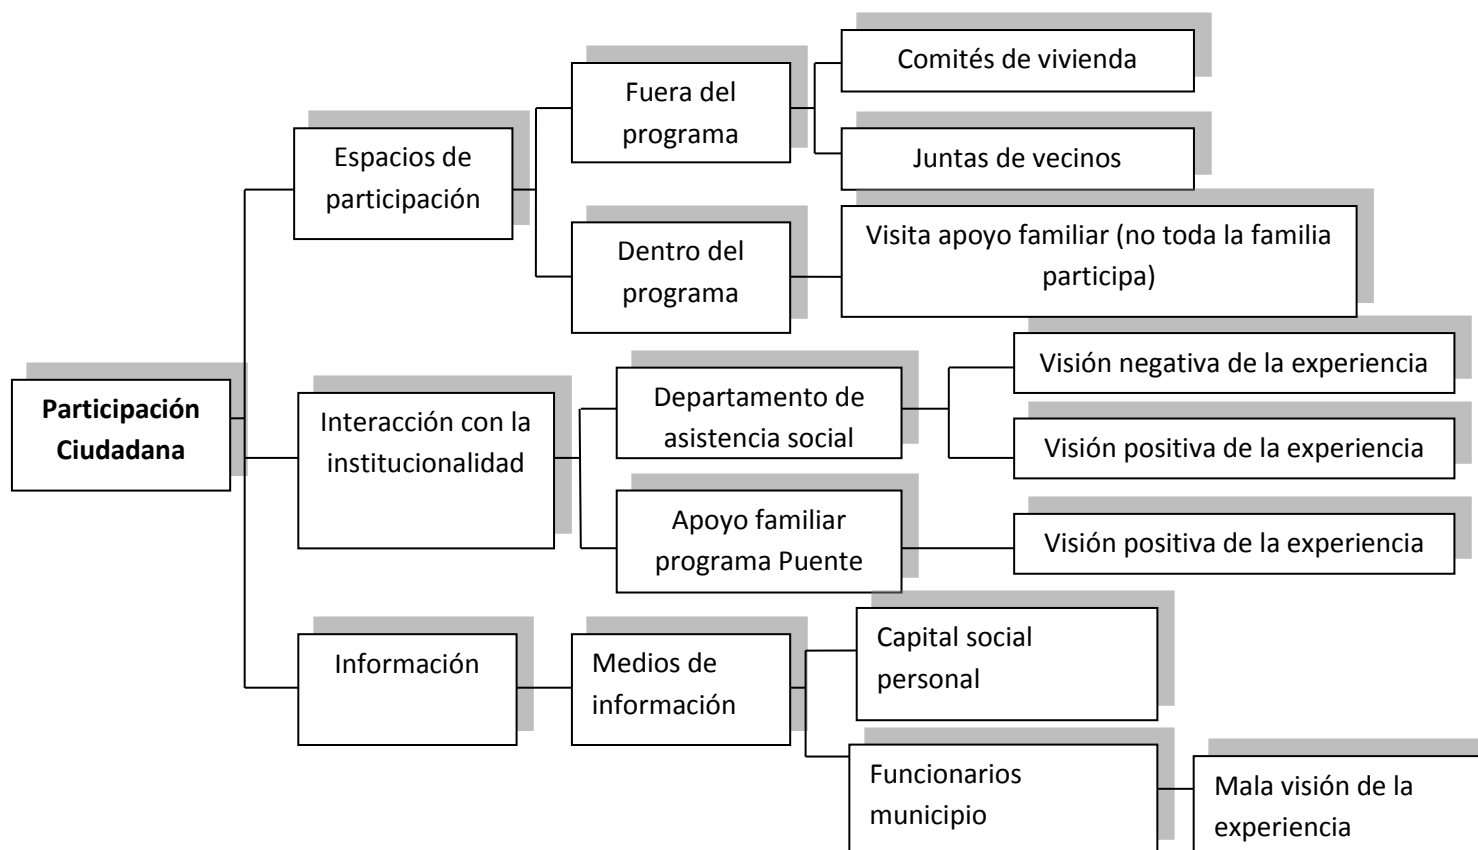 Comités de vivienda
Fuera del
programa
Juntas de vecinos
Espacios de
participación
Visita apoyo familiar (no toda la familia
participa)
Dentro del
programa
Participación
Ciudadana
Visión negativa de la experiencia
Departamento de
asistencia social
Visión positiva de la experiencia
Interacción con la
institucionalidad
Apoyo familiar
programa Puente
Visión positiva de la experiencia
Información
Medios de
información
Capital social
personal
Funcionarios
municipio
Mala visión de la
experiencia